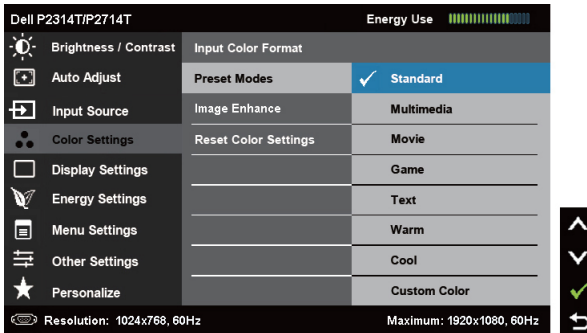 Dell P2314T/P2714T Energy Use
Brightness / Contrast Input Color Format
Auto Adjust Preset Modes Standard
Input Source Image Enhance Multimedia
Color Settings Reset Color Settings Movie
Display Settings Game
Energy Settings Text
Menu Settings Warm
Other Settings Cool
Personalize Custom Color
Resolution: 1024x768, 60Hz Maximum: 1920x1080, 60Hz